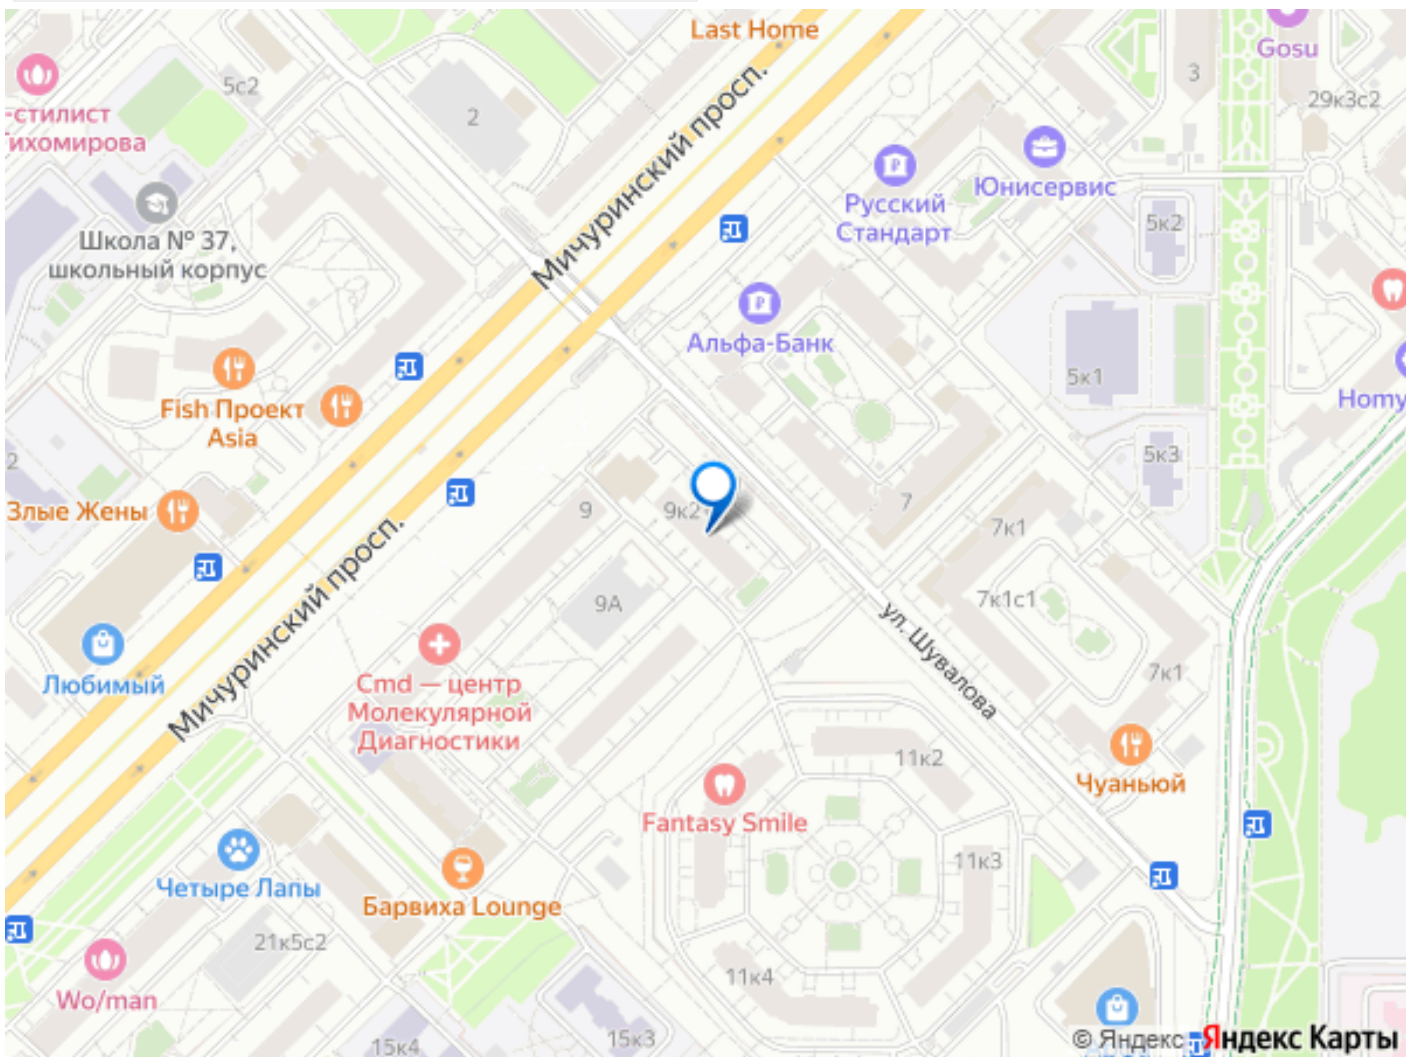 Last Home
Gosu
5с2
2
3
29к3с2
-стилист
ихомирова
Мичуринский просп.
Юнисервис
Русский
Стандарт
5к2
Школа № 37,
школьный корпус
Альфа-Банк
5к1
Homy
Fish Проект
Asia
2
5к3
Злые Жены
9
9к2
7
7к1
Мичуринский просп.
9А
7к1с1
ул. Шувалова
7к1
Любимый
Cmd — центр
Молекулярной
Диагностики
11к2
Чуаньюй
Fantasy Smile
11к3
Четыре Лапы
Барвиха Lounge
21к5с2
11к4
Wo/man
15к4
15к3
© Яндекс
Яндекс Карты